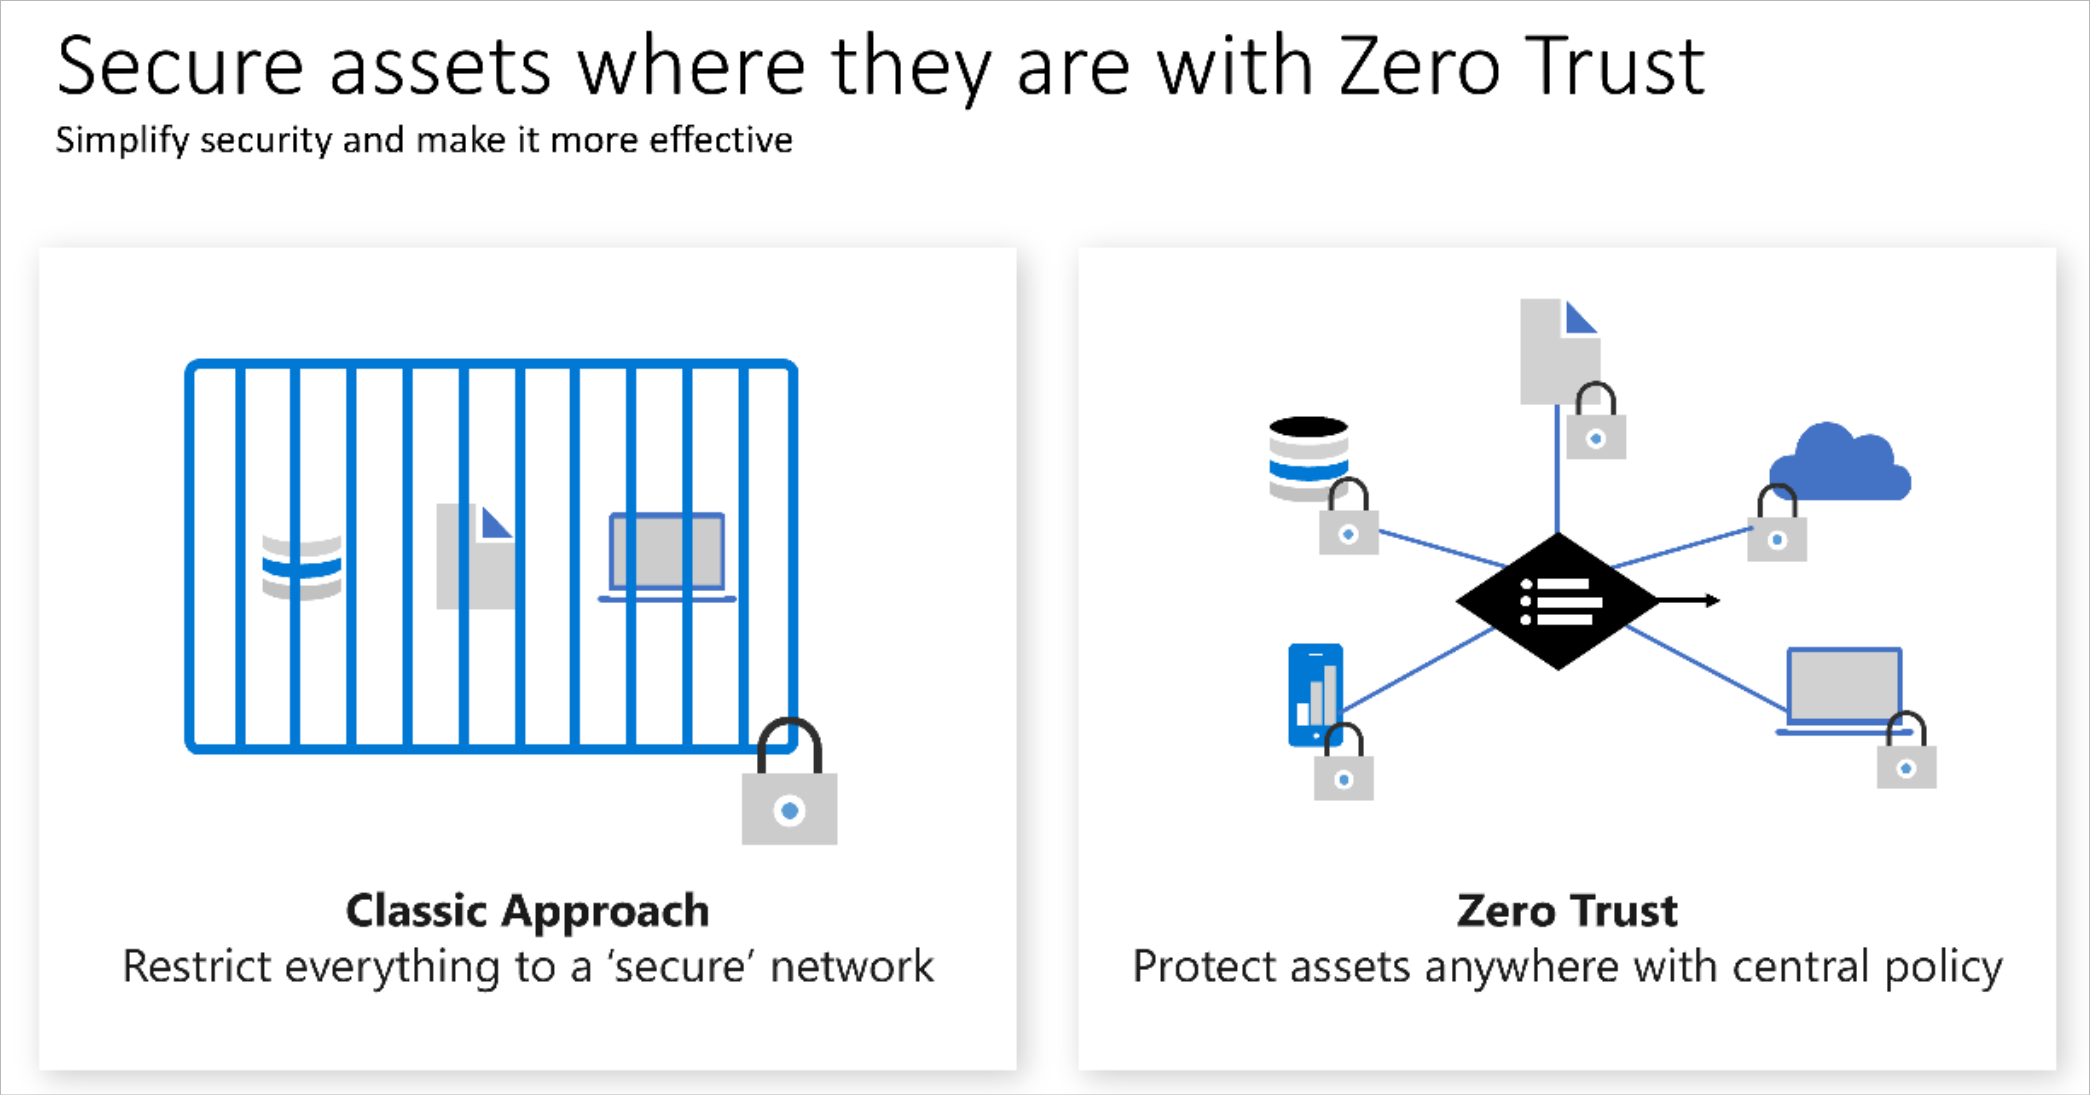 Secure assets where they are with Zero Trust
Simplify security and make it more effective
Classic Approach
Restrict everything to a ‘secure’ network
Zero Trust
Protect assets anywhere with central policy